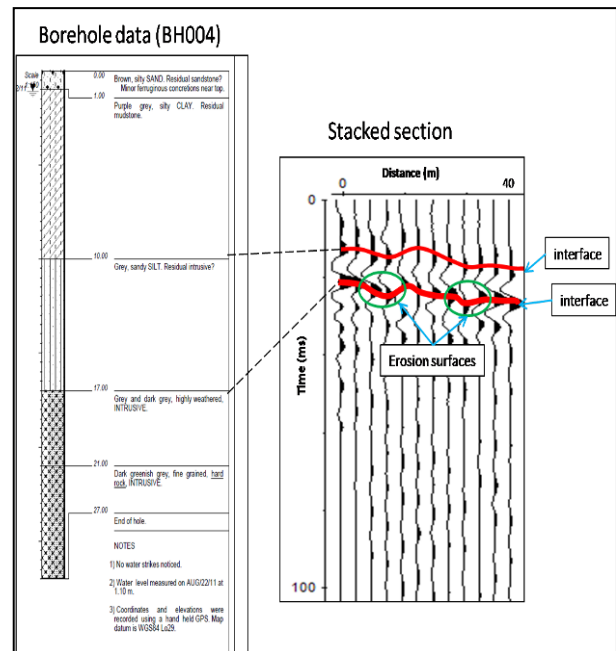 Borehole data (BH004)
Scale
0.00
Brown, silty SAND. Residual sandstone?
Minor ferruginous concretions near top.
1.00
Purple grey, silty CLAY. Residual
mudstone.
10.00
Grey, sandy SILT. Residual intrusive?
17.00
Grey and dark grey, highly weathered,
INTRUSIVE.
21.00
Dark greenish grey, fine grained, hard
rock, INTRUSIVE.
27.00
End of hole.
NOTES
1) No water strikes noticed.
2) Water level measured on AUG/22/11 at
1.10 m.
3) Coordinates and elevations were
recorded using a hand held GPS. Map
datum is WGS84 Lo29.
Stacked section
Distance (m)
0 40
0
Time (ms)
100
interface
interface
Erosion surfaces